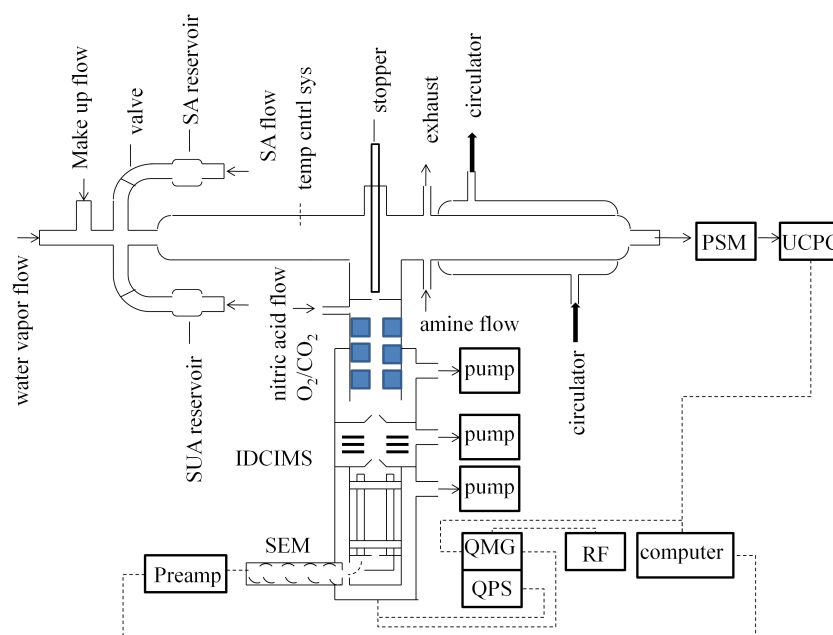 Make up flow
valve
SA reservoir
SA flow
temp cntrl sys
stopper
exhaust
circulator
water vapor flow
SUA reservoir
nitric acid flow
O2/CO2
amine flow
circulator
PSM
UCPC
pump
pump
pump
IDCIMS
SEM
Preamp
QMG
QPS
RF
computer